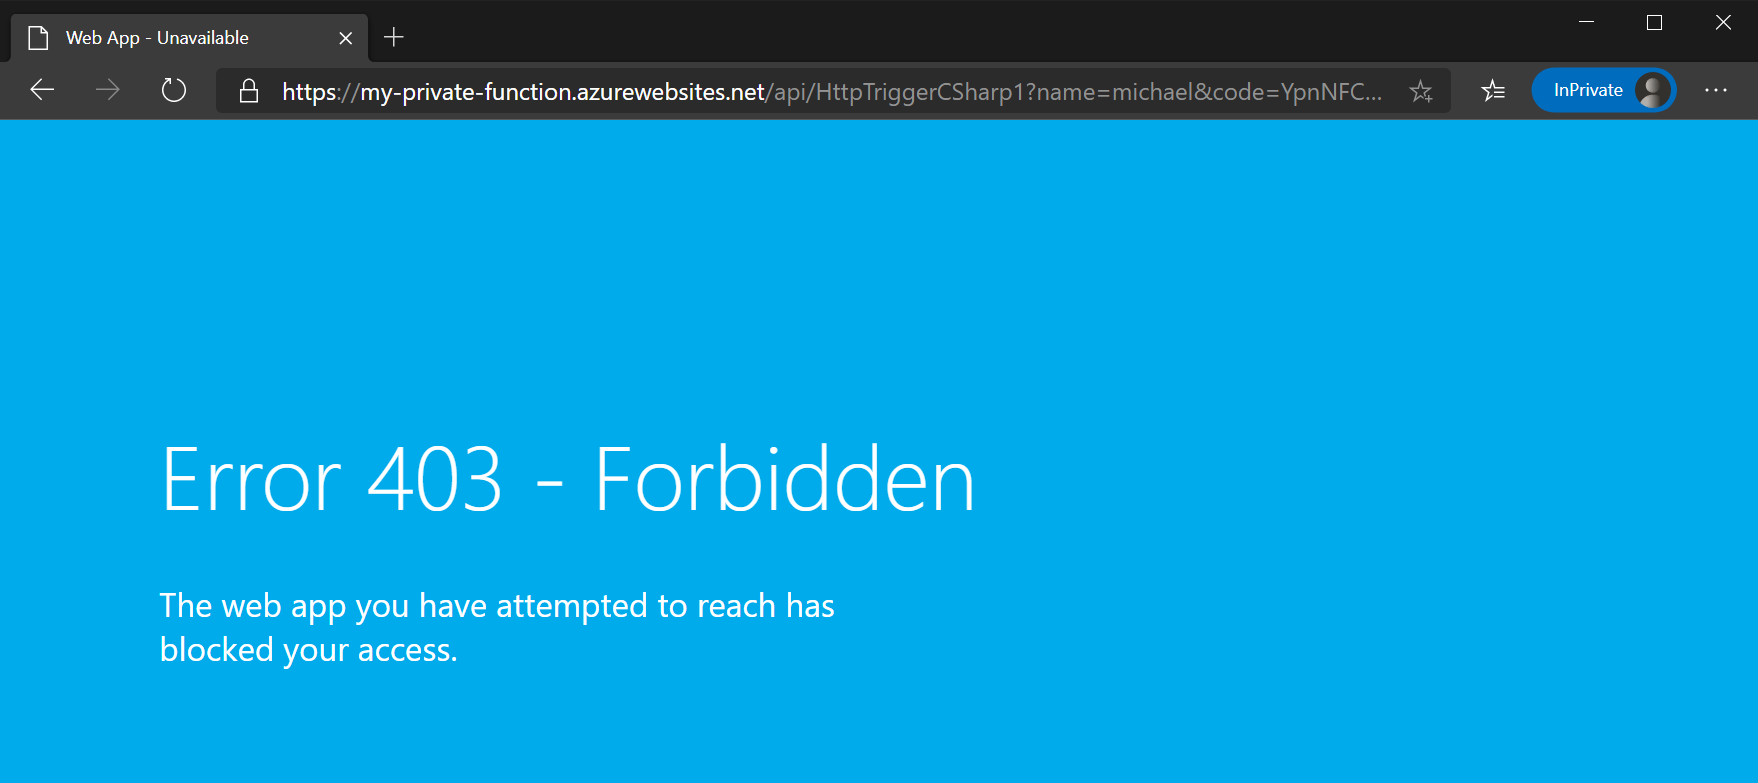 Web App - Unavailable
https://my-private-function.azurewebsites.net/api/HttpTriggerCSharp1?name=michael&code=YpnNFC...
InPrivate
Error 403 - Forbidden
The web app you have attempted to reach has
blocked your access.